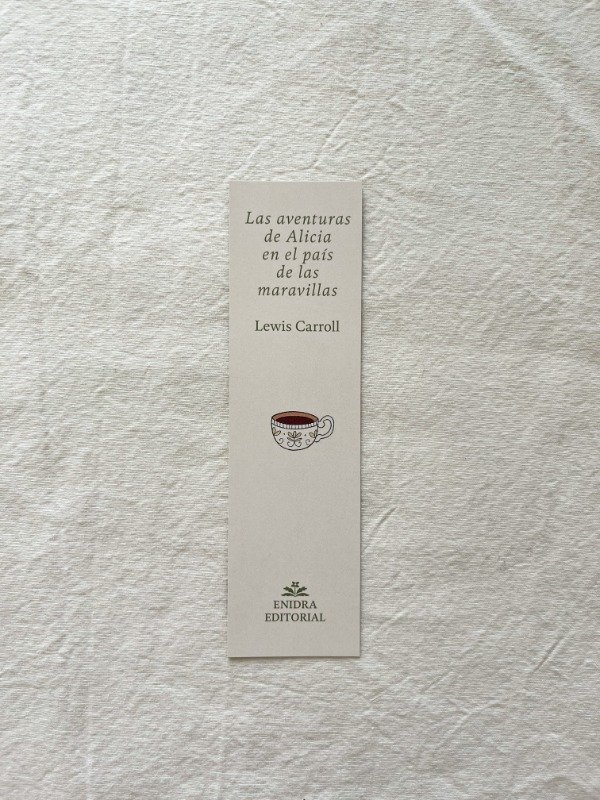 Las aventuras
de Alicia
en el país
de las
maravillas
Lewis Carroll
ENIDRA
EDITORIAL